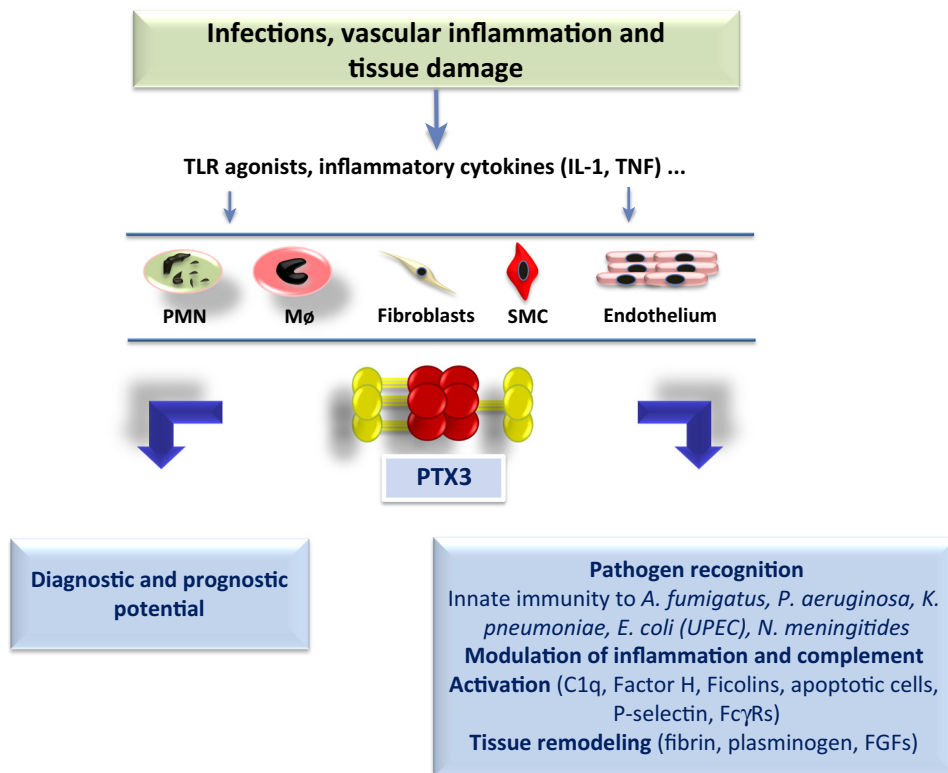 Infections, vascular inflammation and
tissue damage
TLR agonists, inflammatory cytokines (IL-1, TNF) ...
PMN
Mø
Fibroblasts
SMC
Endothelium
PTX3
Diagnostic and prognostic
potential
Pathogen recognition
Innate immunity to A. fumigatus, P. aeruginosa, K.
pneumoniae, E. coli (UPEC), N. meningitides
Modulation of inflammation and complement
Activation (C1q, Factor H, Ficolins, apoptotic cells,
P-selectin, FcγRs)
Tissue remodeling (fibrin, plasminogen, FGFs)